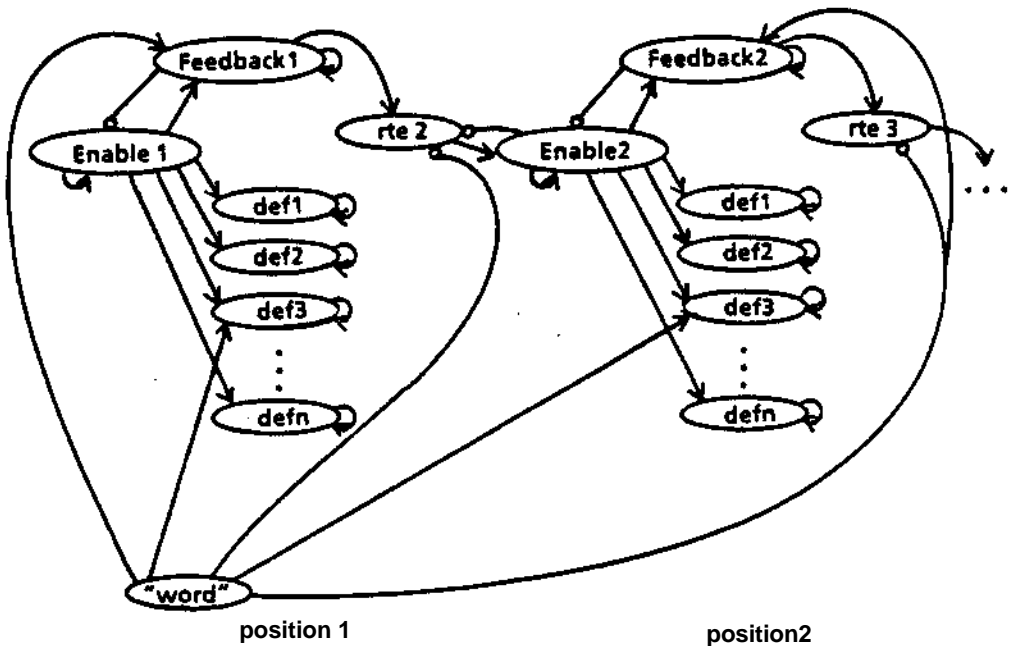 Feedback1
Feedback2
rte 2
rte 3
Enable 1
Enable2
def1
def2
def3
defn
def1
def2
def3
defn
"word"
position 1
position2